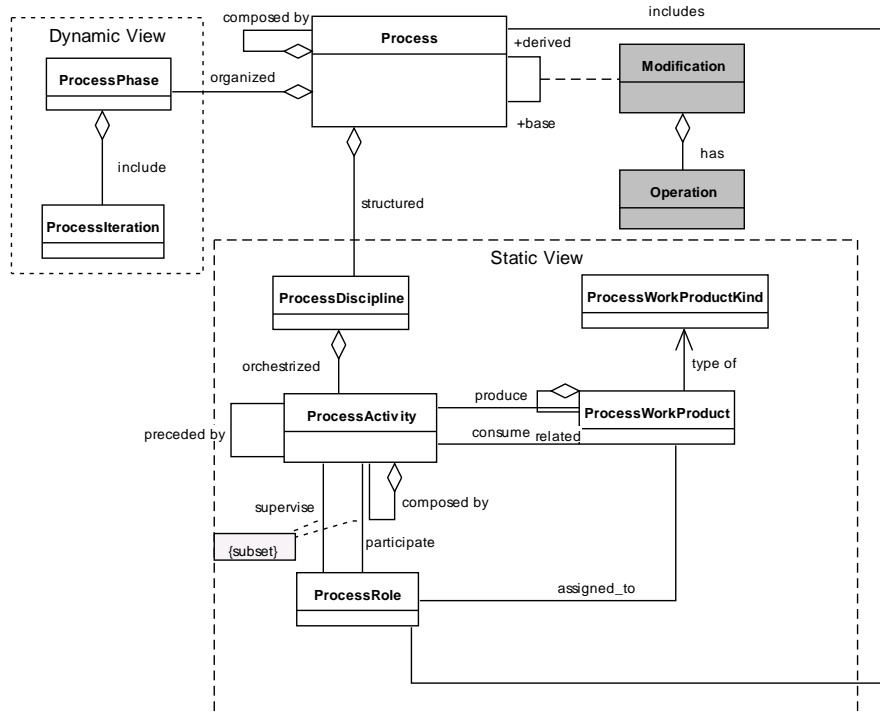 includes
composed by
Process
Dynamic View
+derived
ProcessPhase
organized
Modification
+base
has
include
Operation
structured
ProcessIteration
Static View
ProcessDiscipline
ProcessWorkProductKind
orchestrized
type of
produce
ProcessActivity
ProcessWorkProduct
preceded by
consume
related
supervise
composed by
participate
{subset}
ProcessRole
assigned_to